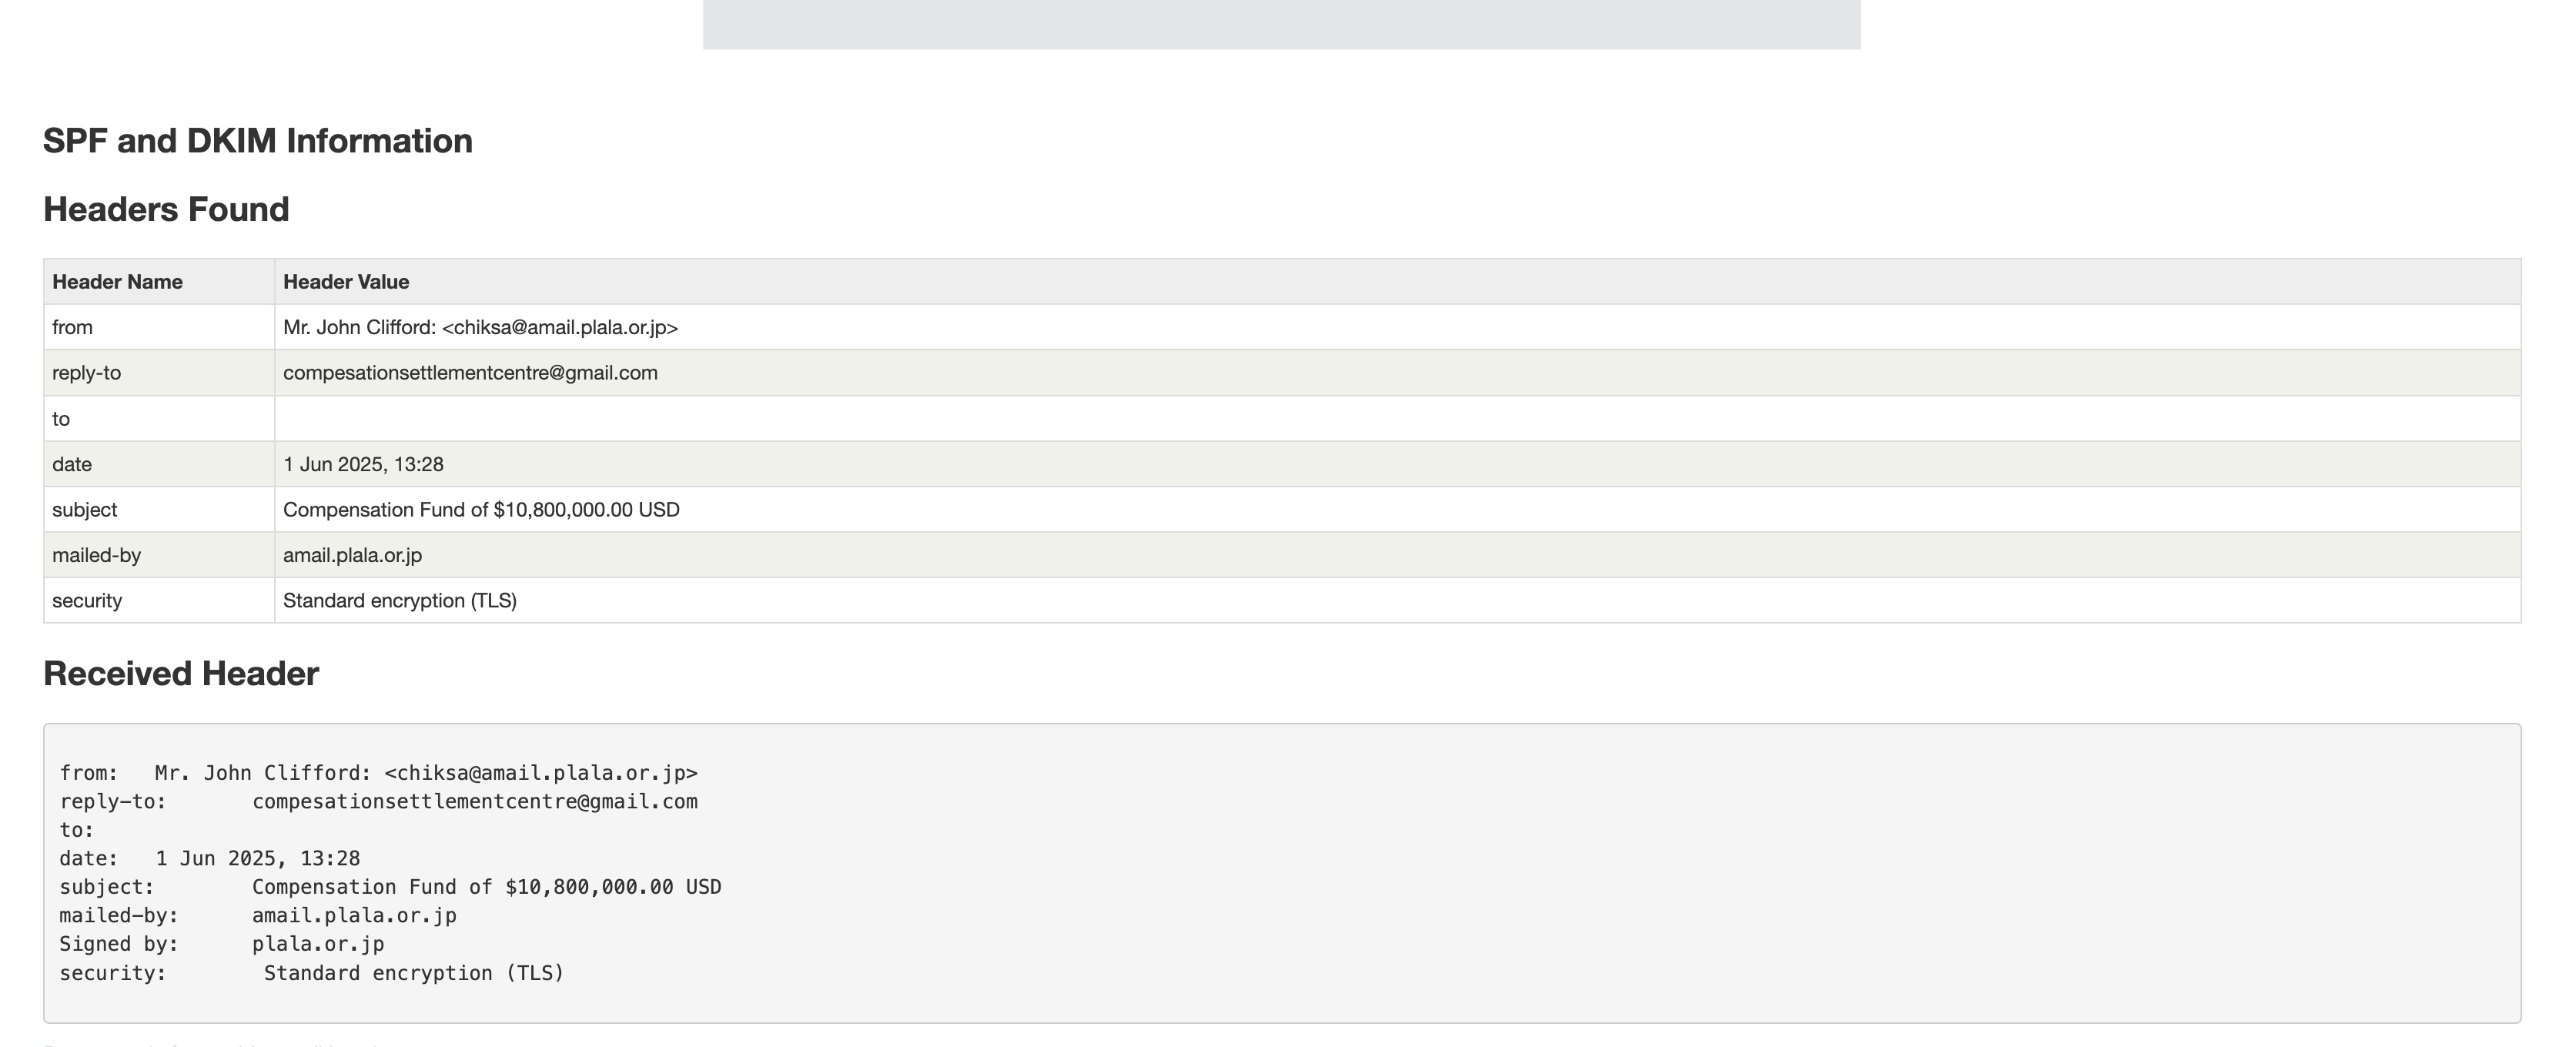 SPF and DKIM Information
Headers Found
Header Name Header Value
from Mr. John Clifford: <chiksa@amail.plala.or.jp>
reply-to compesationsettlementcentre@gmail.com
to
date 1 Jun 2025, 13:28
subject Compensation Fund of $10,800,000.00 USD
mailed-by amail.plala.or.jp
security Standard encryption (TLS)
Received Header
from: Mr. John Clifford: <chiksa@amail.plala.or.jp>
reply-to: compesationsettlementcentre@gmail.com
to:
date: 1 Jun 2025, 13:28
subject: Compensation Fund of $10,800,000.00 USD
mailed-by: amail.plala.or.jp
Signed by: plala.or.jp
security: Standard encryption (TLS)